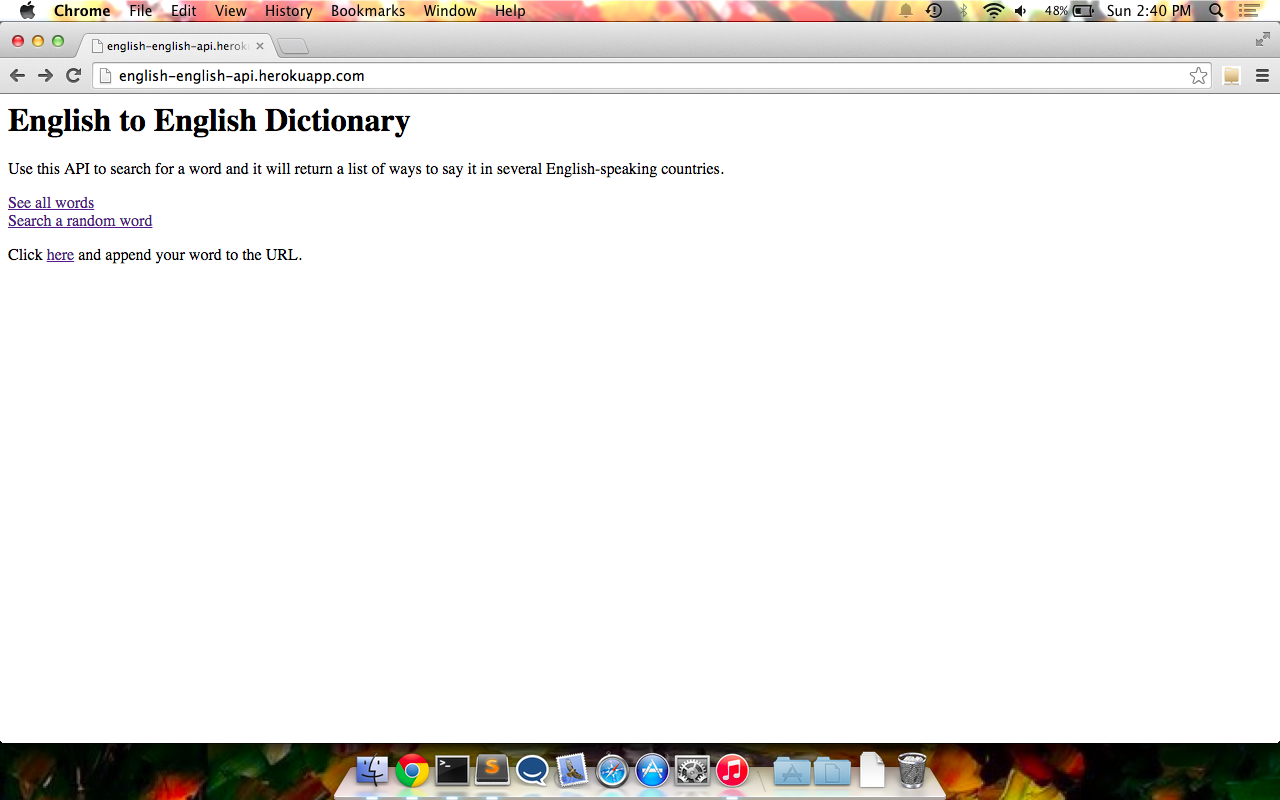 Chrome File Edit View History Bookmarks Window Help 48% Sun 2:40 PM
english-english-api.herok
english-english-api.herokuapp.com
English to English Dictionary
Use this API to search for a word and it will return a list of ways to say it in several English-speaking countries.
See all words
Search a random word
Click here and append your word to the URL.